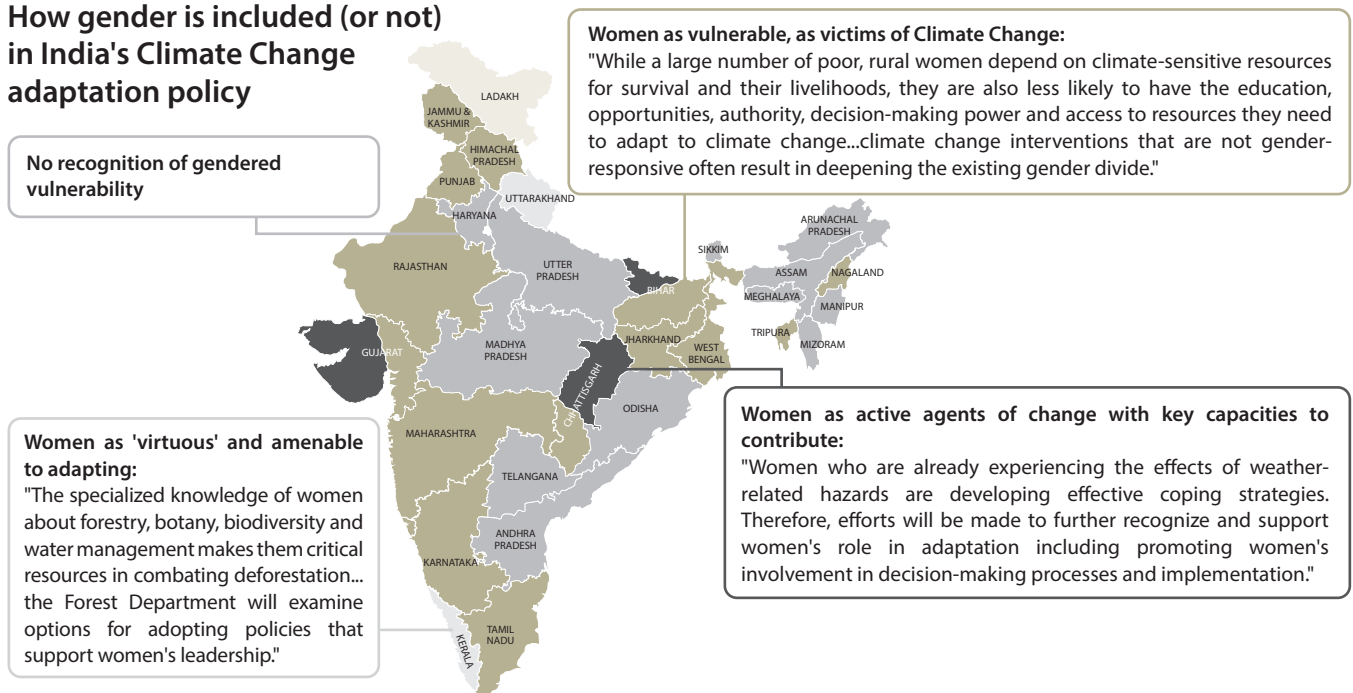 How gender is included (or not)
in India's Climate Change
adaptation policy
No recognition of gendered
vulnerability
Women as vulnerable, as victims of Climate Change:
"While a large number of poor, rural women depend on climate-sensitive resources
for survival and their livelihoods, they are also less likely to have the education,
opportunities, authority, decision-making power and access to resources they need
to adapt to climate change...climate change interventions that are not gender-
responsive often result in deepening the existing gender divide."
LADAKH
JAMMU &
KASHMIR
HIMACHAL
PRADESH
PUNJAB
UTTARAKHAND
HARYANA
ARUNACHAL
PRADESH
SIKKIM
RAJASTHAN
UTTER
PRADESH
ASSAM
NAGALAND
BIHAR
MEGHALAYA
MANIPUR
TRIPURA
MIZORAM
GUJARAT
MADHYA
PRADESH
JHARKHAND
WEST
BENGAL
CHHATTISGARH
ODISHA
MAHARASHTRA
TELANGANA
ANDHRA
PRADESH
KARNATAKA
TAMIL
NADU
KERALA
Women as 'virtuous' and amenable
to adapting:
"The specialized knowledge of women
about forestry, botany, biodiversity and
water management makes them critical
resources in combating deforestation...
the Forest Department will examine
options for adopting policies that
support women's leadership."
Women as active agents of change with key capacities to
contribute:
"Women who are already experiencing the effects of weather-
related hazards are developing effective coping strategies.
Therefore, efforts will be made to further recognize and support
women's role in adaptation including promoting women's
involvement in decision-making processes and implementation."